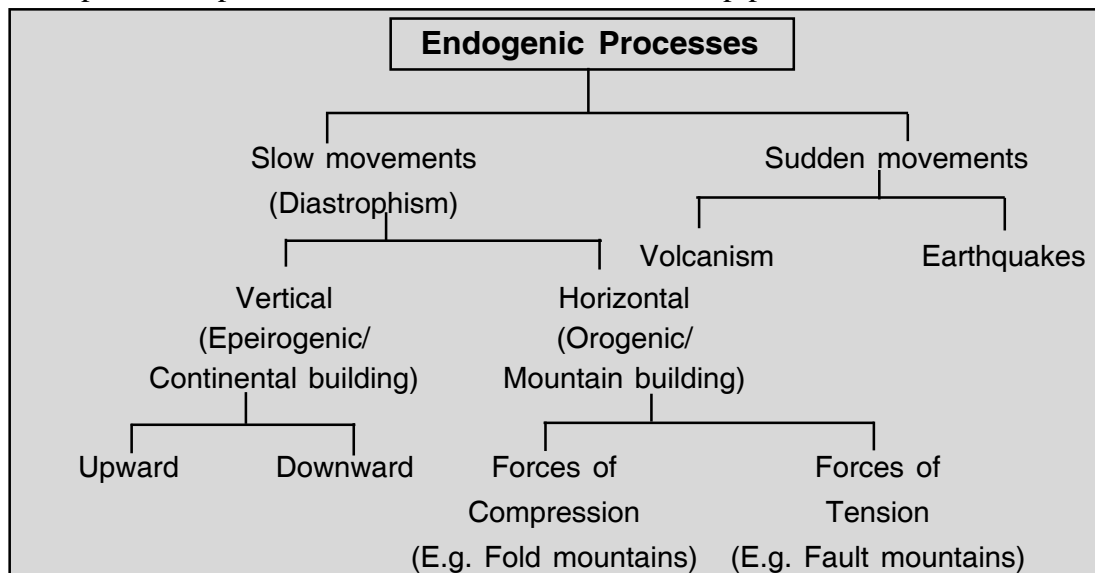 Endogenic Processes
Slow movements
(Diastrophism)
Sudden movements
Volcanism
Earthquakes
Vertical
(Epeirogenic/
Continental building)
Horizontal
(Orogenic/
Mountain building)
Upward
Downward
Forces of
Compression
(E.g. Fold mountains)
Forces of
Tension
(E.g. Fault mountains)